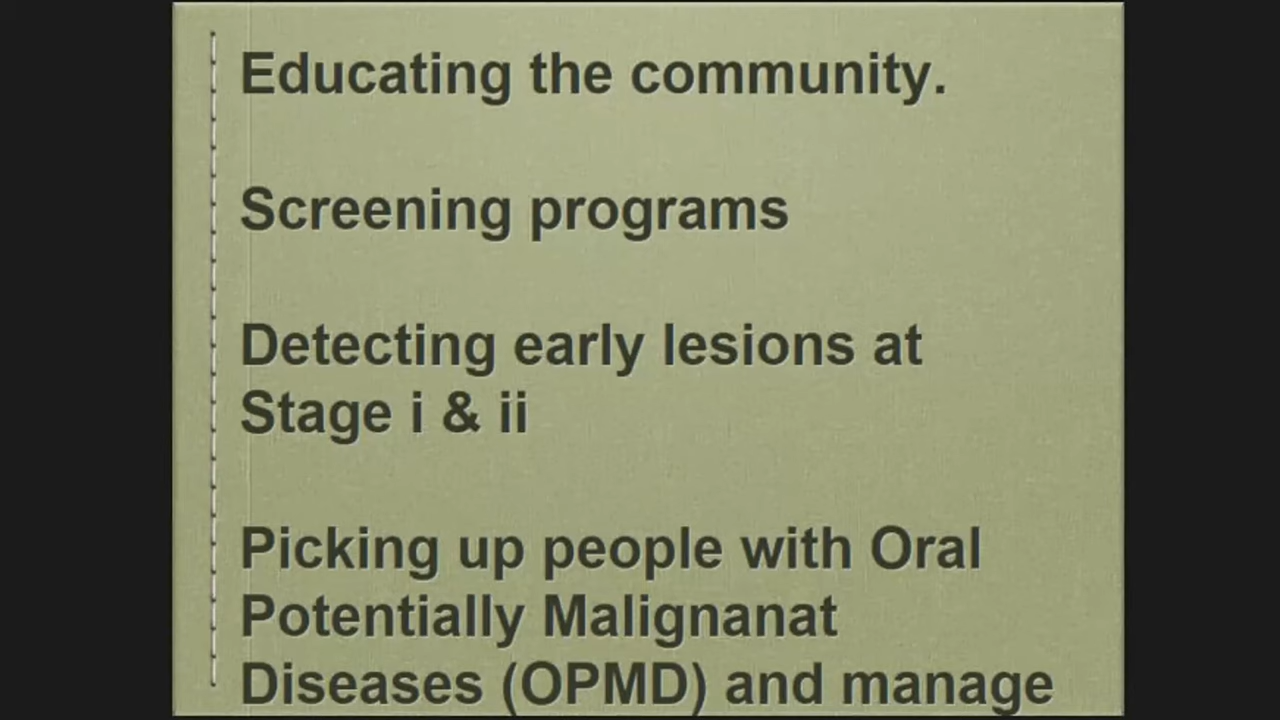 Educating the community.
Screening programs
Detecting early lesions at
Stage i & ii
Picking up people with Oral
Potentially Malignanat
Diseases (OPMD) and manage